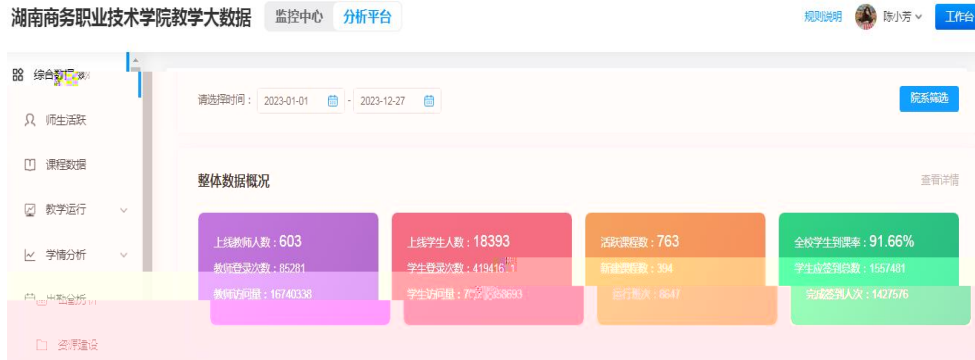 湖南商务职业技术学院教学大数据 监控中心 分析平台 规则说明 陈小芳 工作台
综合数据
师生活跃
课程数据
教学运行
学情分析
资源建设
请选择时间： 2023-01-01 - 2023-12-27 院系筛选
整体数据概况 查看详情
上线教师人数：603
教师登录次数：85281
教师访问量：16740338
上线学生人数：18393
学生登录次数：419416
学生访问量：
活跃课程数：763
新建课程数：394
运行班次：8647
全校学生到课率：91.66%
学生应签到总数：1557481
完成签到人次：1427576